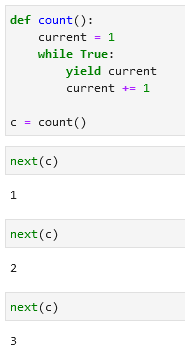 def count():
    current = 1
    while True:
        yield current
        current += 1
c = count()
next(c)
1
next(c)
2
next(c)
3